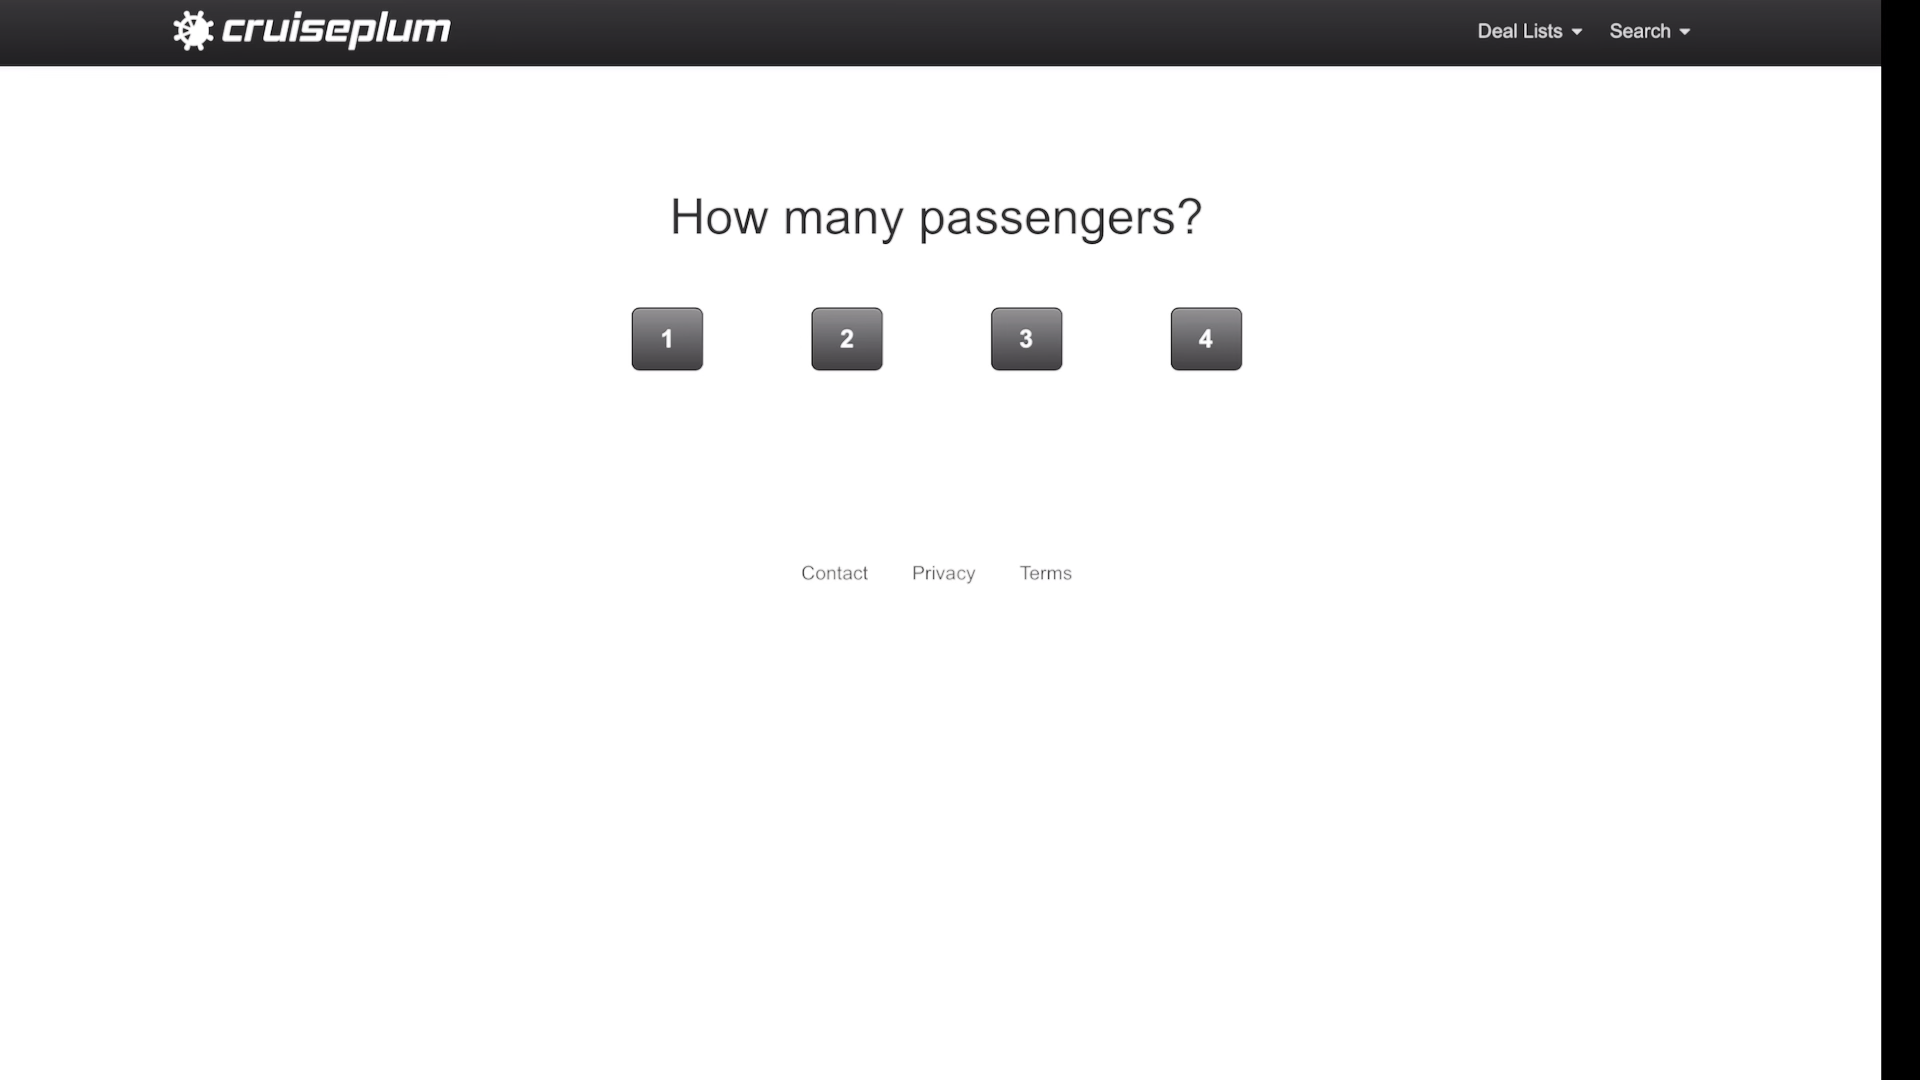 cruiseplum
Deal Lists Search
How many passengers?
1 2 3 4
Contact Privacy Terms